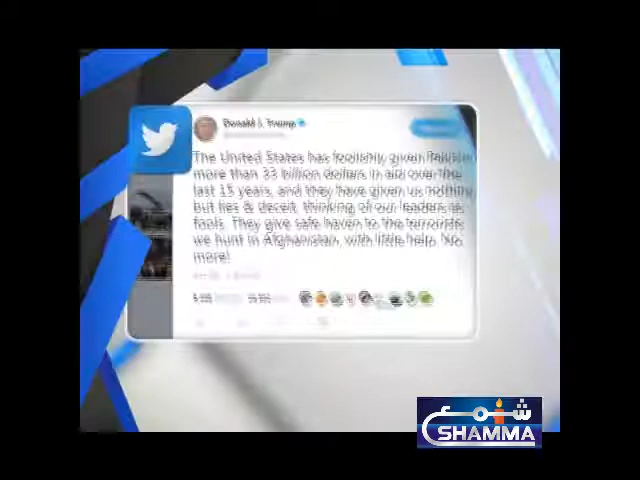 Donald J. Trump
The United States has foolishly given
more than 33 billion dollars in aid over the
last 15 years, and they have given us nothing
but lies & deceit, thinking of our leaders as
fools. They give safe haven to the terrorists
we hunt in Afghanistan, with little help. No
more!
شمع
SHAMMA